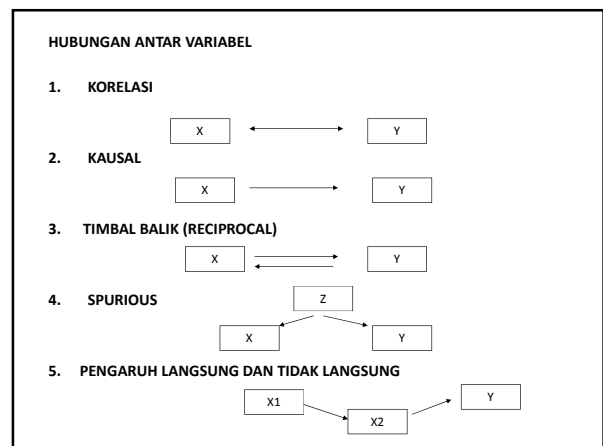 HUBUNGAN ANTAR VARIABEL
1. KORELASI
X Y
2. KAUSAL
X Y
3. TIMBAL BALIK (RECIPROCAL)
X Y
4. SPURIOUS
Z
X Y
5. PENGARUH LANGSUNG DAN TIDAK LANGSUNG
X1 Y
X2